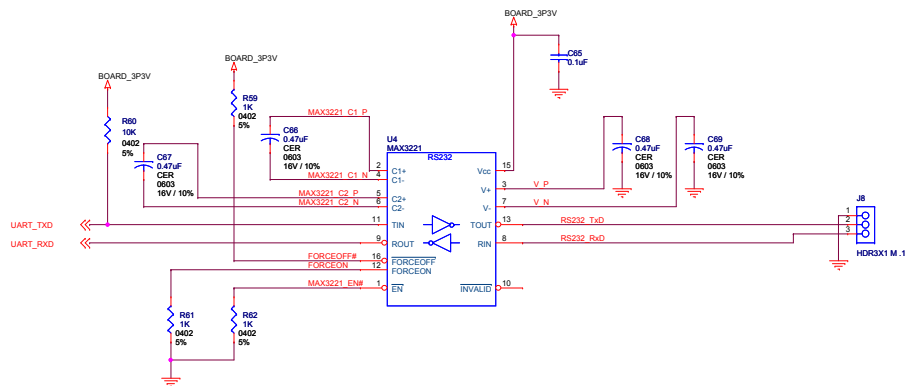 BOARD_3P3V
BOARD_3P3V
BOARD_3P3V
C65
0.1uF
R59
1K
0402
5%
R60
10K
0402
5%
MAX3221_C1_P
C66
0.47uF
CER
0603
16V / 10%
MAX3221_C1_N
C67
0.47uF
CER
0603
16V / 10%
MAX3221_C2_P
MAX3221_C2_N
U4
MAX3221
RS232
2 C1+
4 C1-
5 C2+
6 C2-
11 TIN
9 ROUT
16 FORCEOFF
12 FORCEON
1 EN
Vcc 15
V+ 3
V- 7
TOUT 13
RIN 8
INVALID 10
C68
0.47uF
CER
0603
16V / 10%
C69
0.47uF
CER
0603
16V / 10%
V_P
V_N
UART_TXD
UART_RXD
RS232_TxD
RS232_RxD
J8
1
2
3
HDR3X1 M .1
FORCEOFF#
FORCEON
MAX3221_EN#
R61
1K
0402
5%
R62
1K
0402
5%